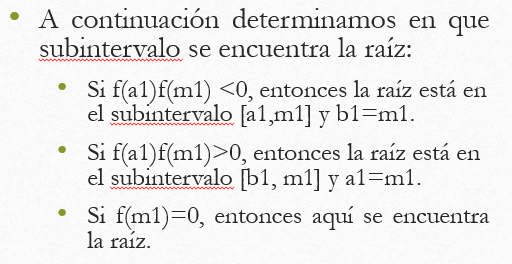 A continuación determinamos en que
subintervalo se encuentra la raíz:
Si f(a1)f(m1) <0, entonces la raíz está en
el subintervalo [a1,m1] y b1=m1.
Si f(a1)f(m1)>0, entonces la raíz está en
el subintervalo [b1, m1] y a1=m1.
Si f(m1)=0, entonces aquí se encuentra
la raíz.